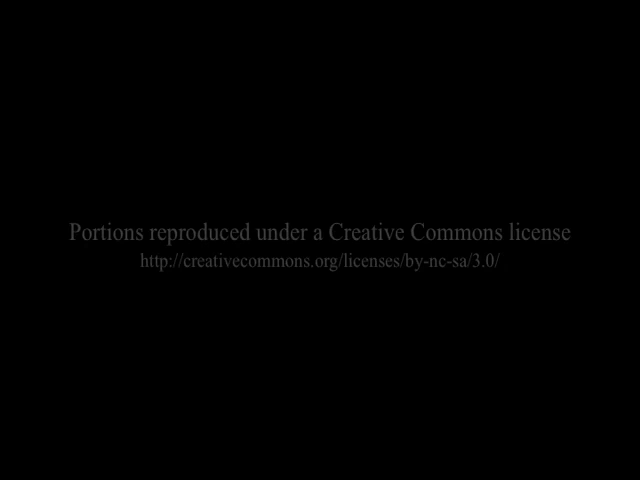 Portions reproduced under a Creative Commons license
http://creativecommons.org/licenses/by-nc-sa/3.0/